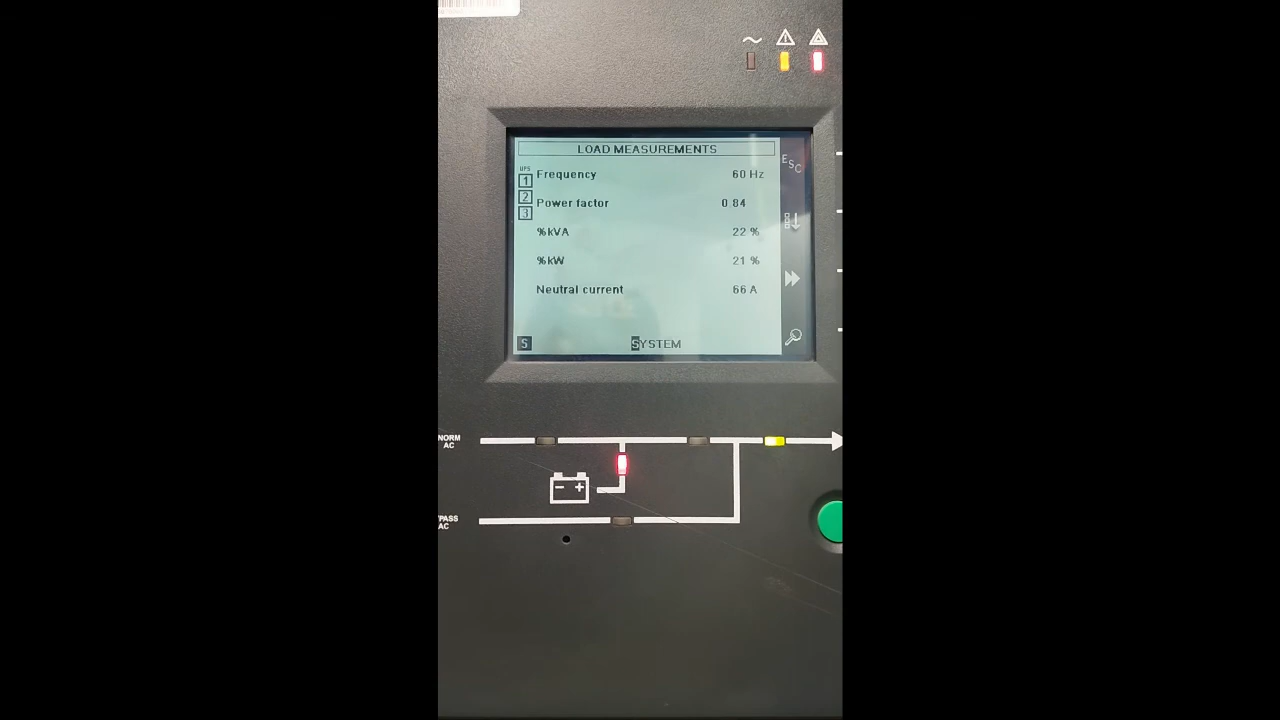 LOAD MEASUREMENTS
UPS
1
Frequency 60 Hz
2
Power factor 0 84
3
%kVA 22 %
%kW 21 %
Neutral current 66 A
S SYSTEM
ESC
NORM
AC
YPASS
AC